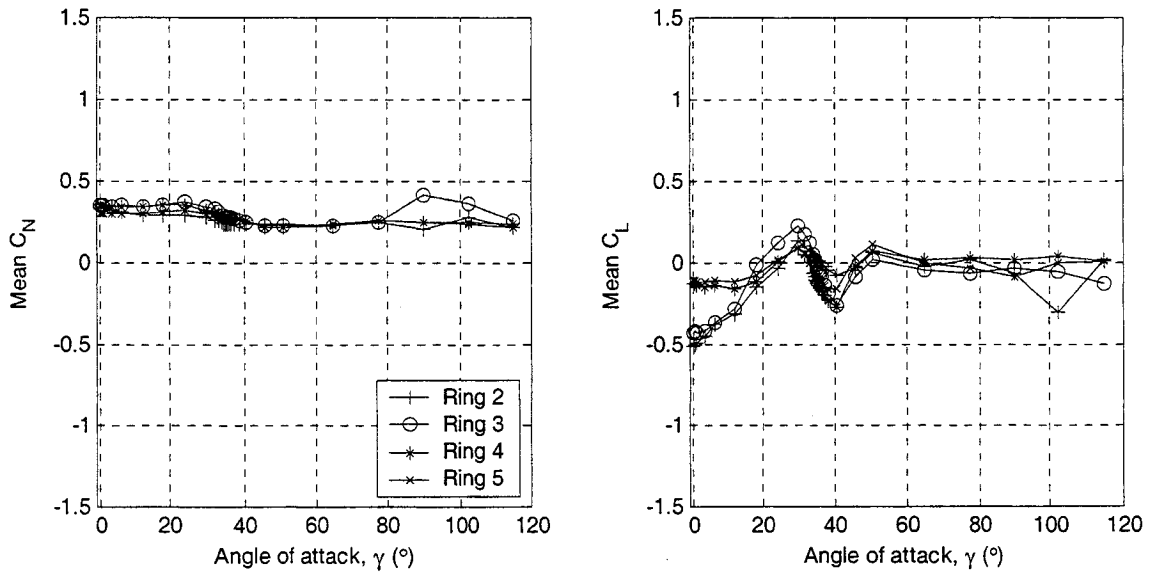 1.5
1
0.5
0
-0.5
-1
-1.5
Mean C_N
Ring 2
Ring 3
Ring 4
Ring 5
0 20 40 60 80 100 120
Angle of attack, γ (°)
1.5
1
0.5
0
-0.5
-1
-1.5
Mean C_L
0 20 40 60 80 100 120
Angle of attack, γ (°)